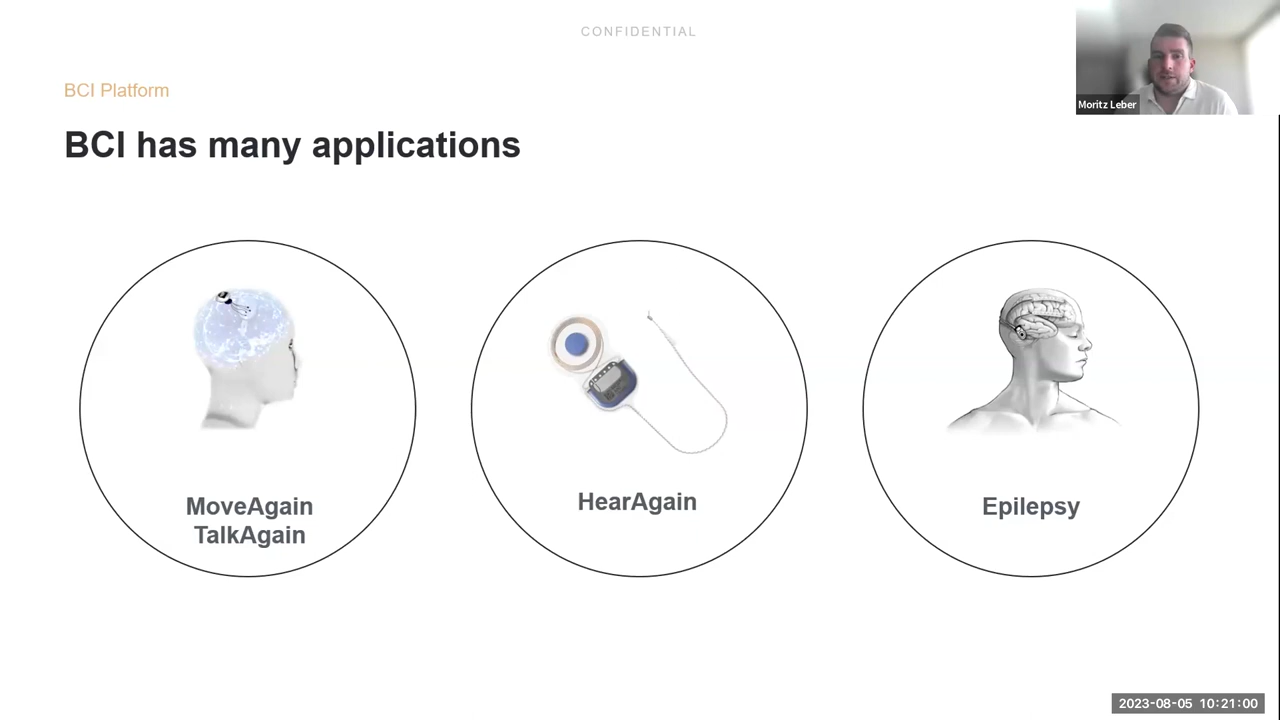 CONFIDENTIAL
BCI Platform
BCI has many applications
Moritz Leber
MoveAgain
TalkAgain
HearAgain
Epilepsy
2023-08-05 10:21:00